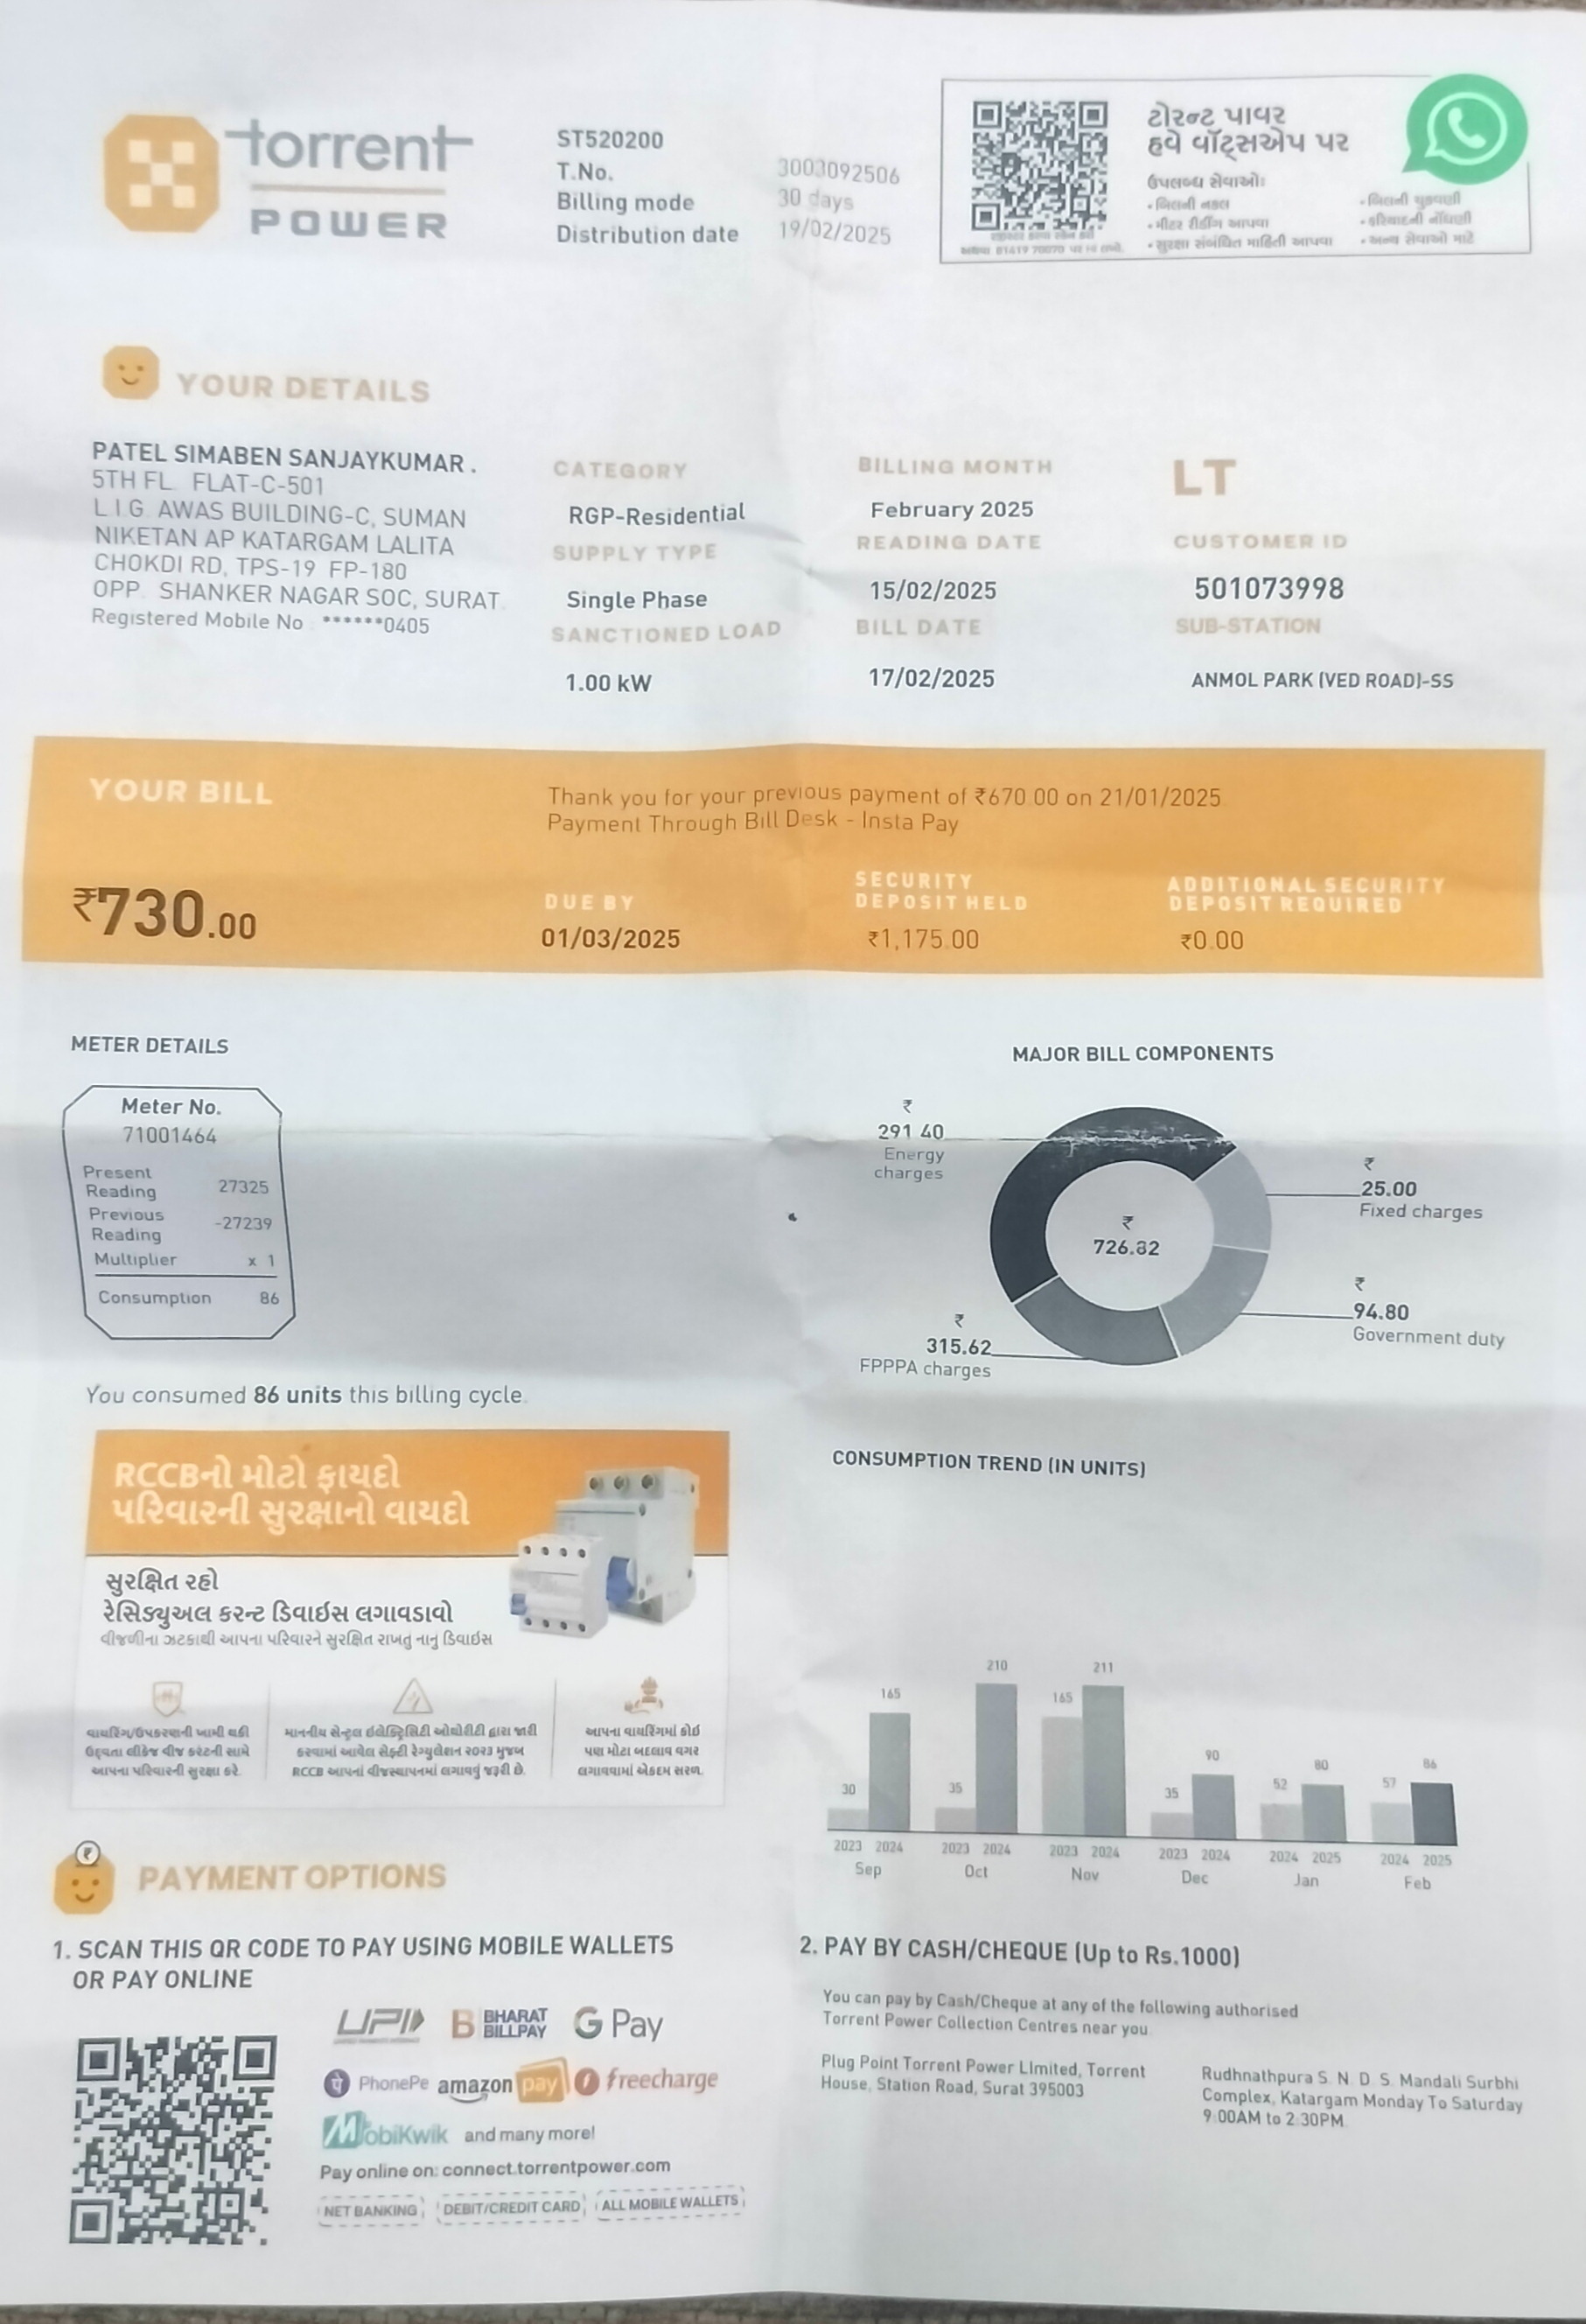 torrent
POWER
ST520200
T.No. 3003092506
Billing mode 30 days
Distribution date 19/02/2025
ટોરન્ટ પાવર
હવે વૉટ્સએપ પર
ઉપલબ્ધ સેવાઓ:
• બિલની નકલ
• મીટર રીડીંગ આપવા
• સુરક્ષા સંબંધિત માહિતી આપવા
• બિલની ચુકવણી
• ફરિયાદની નોંધણી
• અન્ય સેવાઓ માટે
YOUR DETAILS
PATEL SIMABEN SANJAYKUMAR .
5TH FL. FLAT-C-501
L.I.G. AWAS BUILDING-C, SUMAN
NIKETAN AP KATARGAM LALITA
CHOKDI RD, TPS-19 FP-180
OPP. SHANKER NAGAR SOC, SURAT.
Registered Mobile No : ******0405
CATEGORY
RGP-Residential
SUPPLY TYPE
Single Phase
SANCTIONED LOAD
1.00 kW
BILLING MONTH
February 2025
READING DATE
15/02/2025
BILL DATE
17/02/2025
LT
CUSTOMER ID
501073998
SUB-STATION
ANMOL PARK (VED ROAD)-SS
YOUR BILL
Thank you for your previous payment of ₹670.00 on 21/01/2025
Payment Through Bill Desk - Insta Pay
₹730.00
DUE BY
01/03/2025
SECURITY
DEPOSIT HELD
₹1,175.00
ADDITIONAL SECURITY
DEPOSIT REQUIRED
₹0.00
METER DETAILS
Meter No.
71001464
Present
Reading 27325
Previous
Reading -27239
Multiplier x 1
Consumption 86
You consumed 86 units this billing cycle.
MAJOR BILL COMPONENTS
₹
291.40
Energy
charges
₹
25.00
Fixed charges
₹
726.82
₹
94.80
Government duty
₹
315.62
FPPPA charges
RCCBનો મોટો ફાયદો
પરિવારની સુરક્ષાનો વાયદો
સુરક્ષિત રહો
રેસિડ્યુઅલ કરન્ટ ડિવાઇસ લગાવડાવો
વીજળીના ઝટકાથી આપના પરિવારને સુરક્ષિત રાખતુ નાનુ ડિવાઇસ
વાયરિંગ/ઉપકરણની ખામી થકી
ઉદ્દભવતા લીકેજ વીજ કરંટની સામે
આપના પરિવારની સુરક્ષા કરે.
માનનીય સેન્ટ્રલ ઇલેક્ટ્રિસિટી ઓથોરીટી દ્વારા જારી
કરવામાં આવેલ સેફ્ટી રેગ્યુલેશન ૨૦૨૩ મુજબ
RCCB આપનાં વીજસ્થાપનમાં લગાવવું જરૂરી છે.
આપના વાયરિંગમાં કોઇ
પણ મોટા બદલાવ વગર
લગાવવામાં એકદમ સરળ.
CONSUMPTION TREND (IN UNITS)
30 165 35 210 165 211 35 90 52 80 57 86
2023 2024 2023 2024 2023 2024 2023 2024 2024 2025 2024 2025
Sep Oct Nov Dec Jan Feb
PAYMENT OPTIONS
1. SCAN THIS QR CODE TO PAY USING MOBILE WALLETS
OR PAY ONLINE
UPI BHARAT BILLPAY G Pay
PhonePe amazon pay freecharge
MobiKwik and many more!
Pay online on: connect.torrentpower.com
NET BANKING DEBIT/CREDIT CARD ALL MOBILE WALLETS
2. PAY BY CASH/CHEQUE (Up to Rs.1000)
You can pay by Cash/Cheque at any of the following authorised
Torrent Power Collection Centres near you.
Plug Point Torrent Power LImited, Torrent
House, Station Road, Surat 395003
Rudhnathpura S. N. D. S. Mandali Surbhi
Complex, Katargam Monday To Saturday
9:00AM to 2:30PM